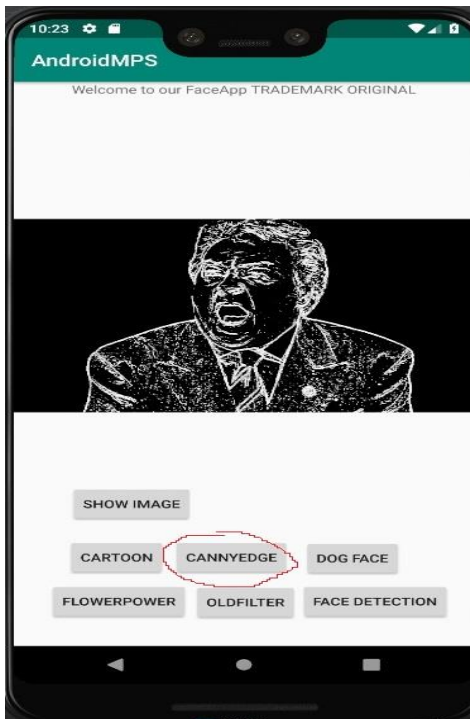 10:23
AndroidMPS
Welcome to our FaceApp TRADEMARK ORIGINAL
SHOW IMAGE
CARTOON CANNYEDGE DOG FACE
FLOWERPOWER OLDFILTER FACE DETECTION